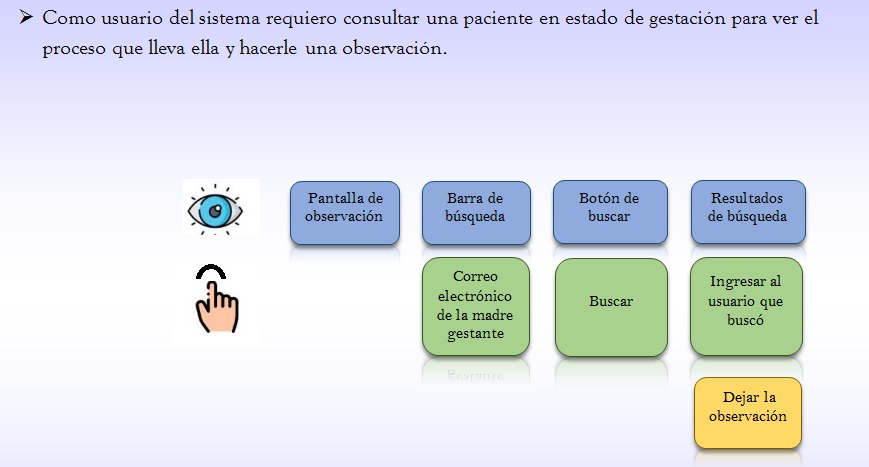 Como usuario del sistema requiero consultar una paciente en estado de gestación para ver el
proceso que lleva ella y hacerle una observación.
Pantalla de
observación
Barra de
búsqueda
Botón de
buscar
Resultados
de búsqueda
Correo
electrónico
de la madre
gestante
Buscar
Ingresar al
usuario que
buscó
Dejar la
observación